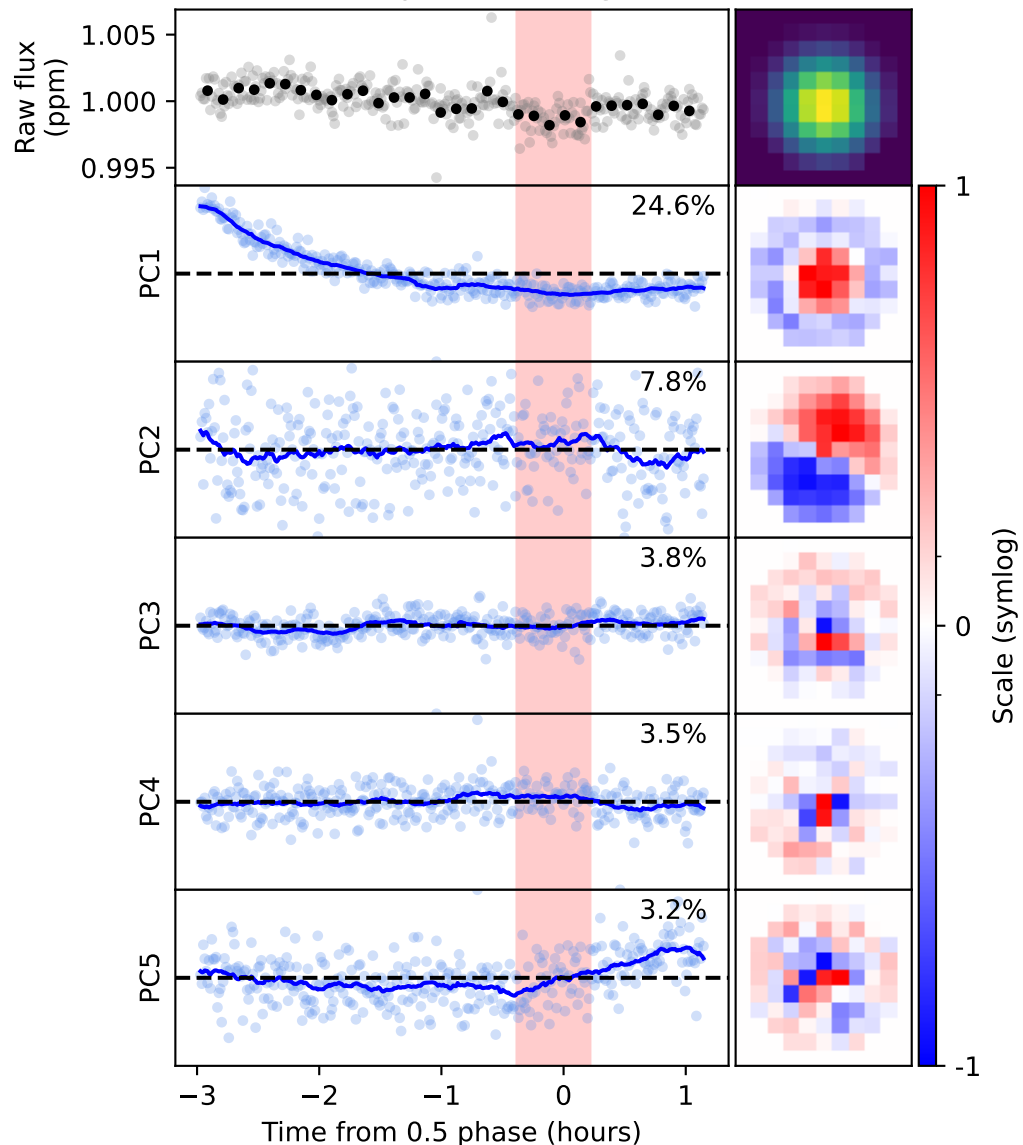 Raw flux
(ppm)
1.005
1.000
0.995
PC1
24.6%
PC2
7.8%
PC3
3.8%
PC4
3.5%
PC5
3.2%
−3
−2
−1
0
1
Time from 0.5 phase (hours)
1
0
-1
Scale (symlog)